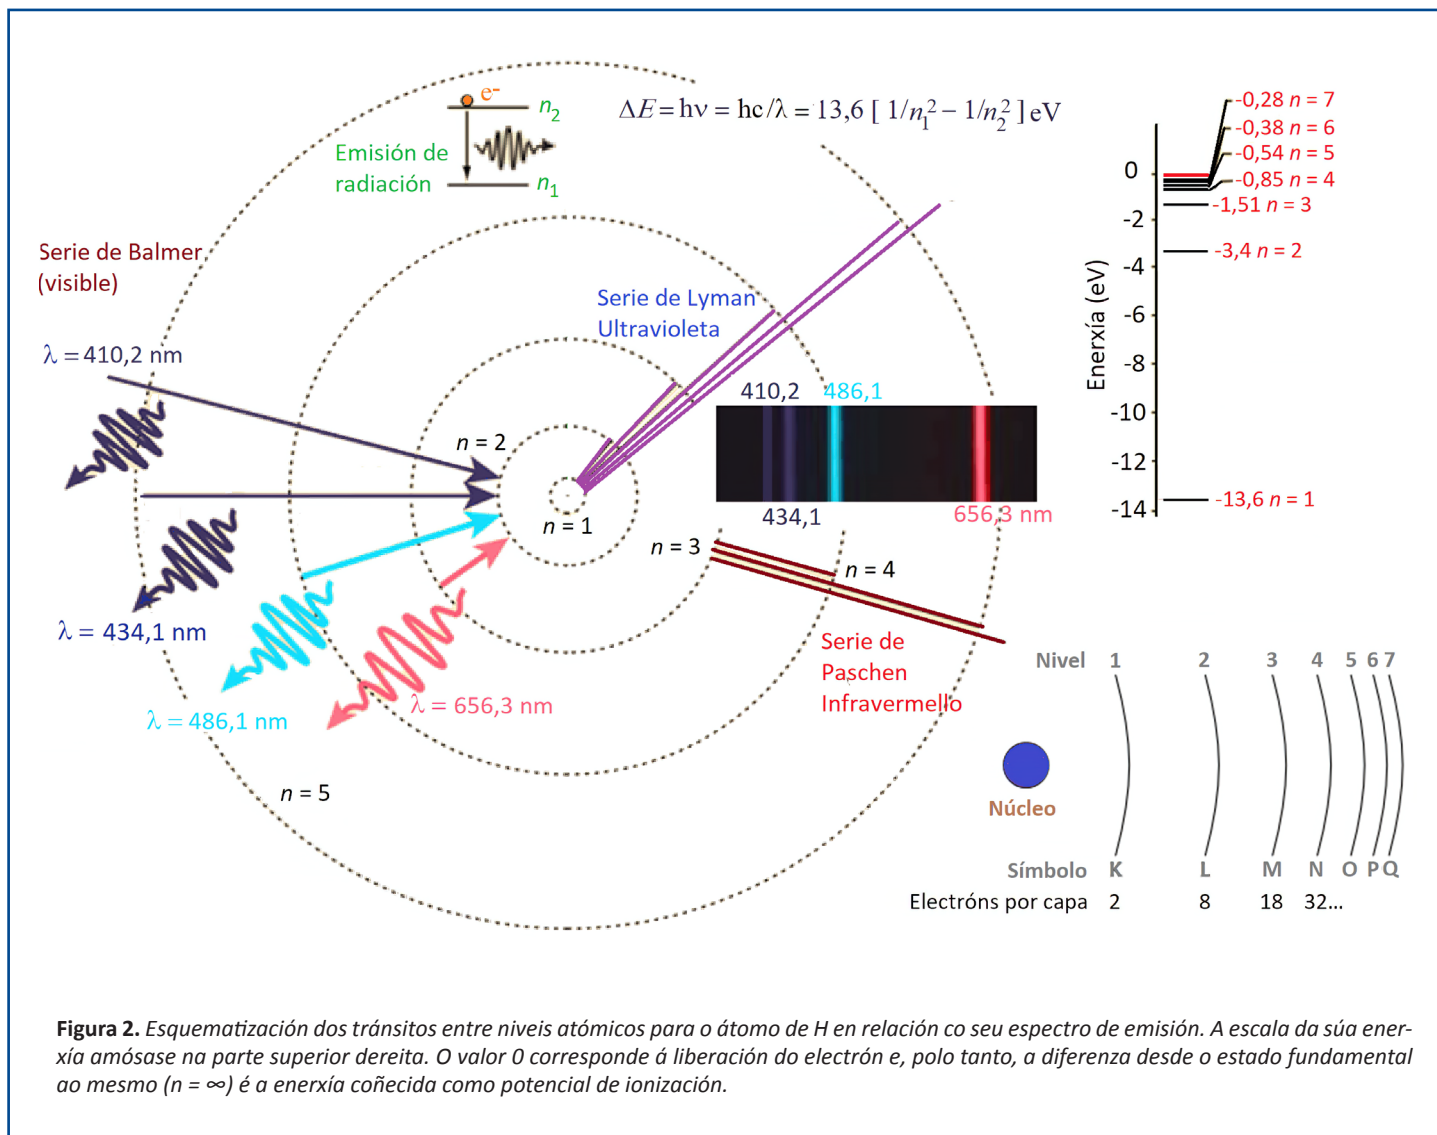 e-
n2
ΔE = hν = hc/λ = 13,6 [ 1/n1² − 1/n2² ] eV
Emisión de
radiación
n1
Serie de Balmer
(visible)
λ = 410,2 nm
Serie de Lyman
Ultravioleta
n = 2
n = 1
410,2
486,1
434,1
656,3 nm
n = 3
n = 4
λ = 434,1 nm
λ = 486,1 nm
λ = 656,3 nm
Serie de
Paschen
Infravermello
n = 5
Enerxía (eV)
0
-2
-4
-6
-8
-10
-12
-14
-0,28 n = 7
-0,38 n = 6
-0,54 n = 5
-0,85 n = 4
-1,51 n = 3
-3,4 n = 2
-13,6 n = 1
Nivel 1 2 3 4 5 6 7
Núcleo
Símbolo K L M N O P Q
Electróns por capa 2 8 18 32...
Figura 2. Esquematización dos tránsitos entre niveis atómicos para o átomo de H en relación co seu espectro de emisión. A escala da súa ener-
xía amósase na parte superior dereita. O valor 0 corresponde á liberación do electrón e, polo tanto, a diferenza desde o estado fundamental
ao mesmo (n = ∞) é a enerxía coñecida como potencial de ionización.